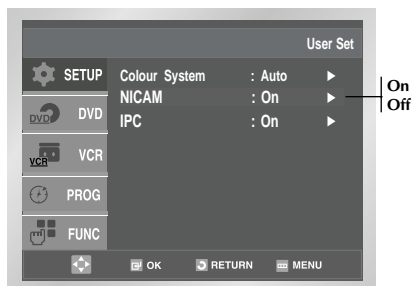 User Set
SETUP
DVD
DVD
VCR
VCR
PROG
FUNC
Colour System : Auto ►
NICAM : On ►
IPC : On ►
On
Off
OK RETURN MENU